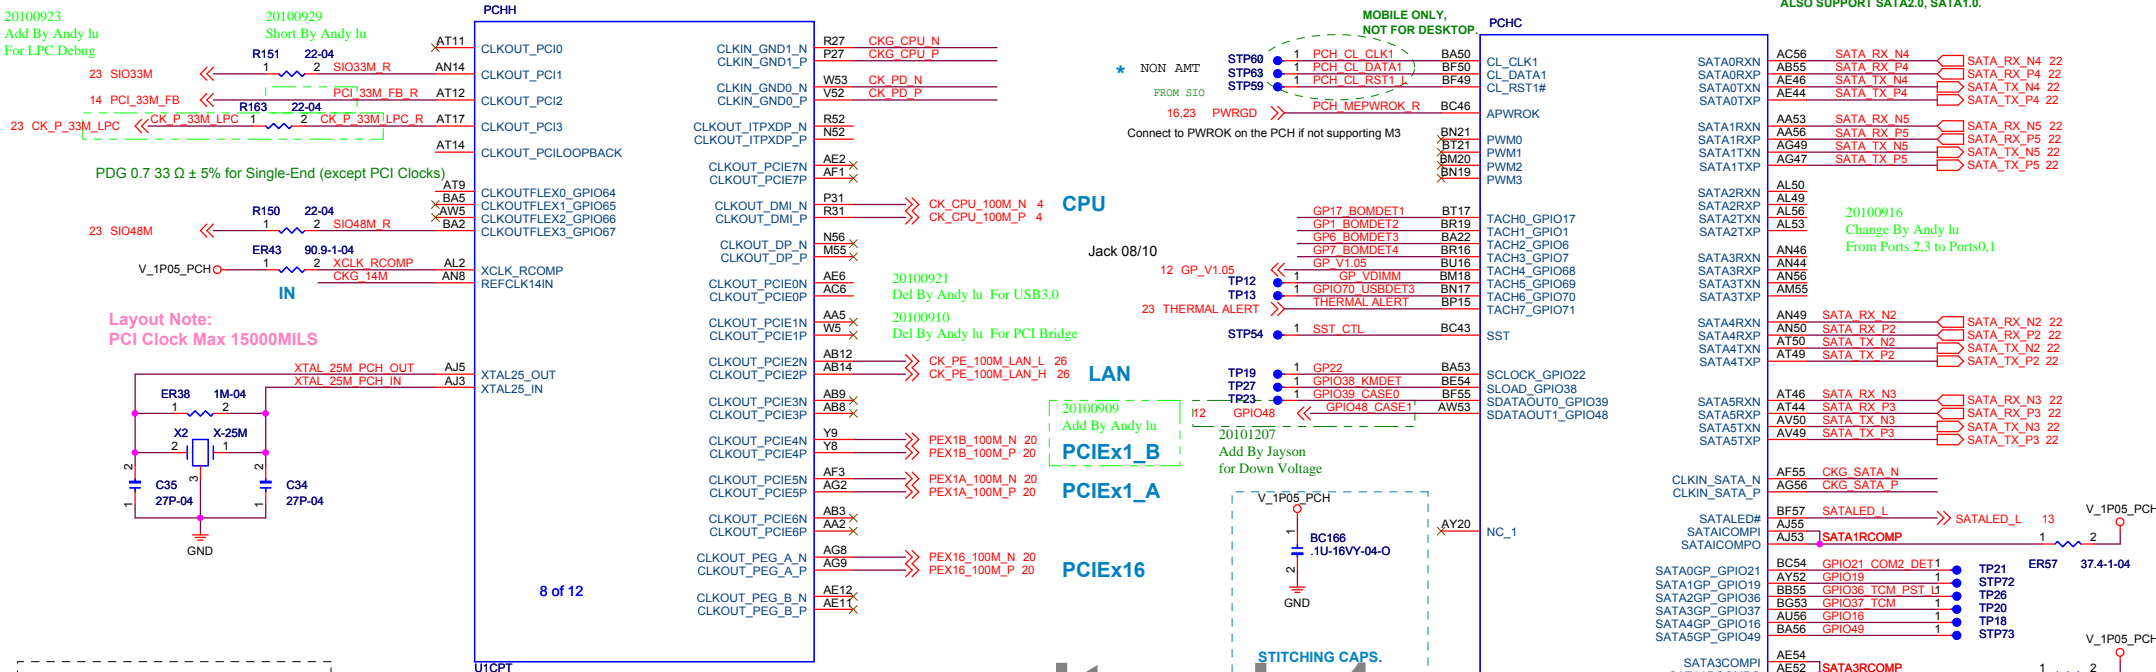 20100923
Add By Andy lu
For LPC Debug
20100929
Short By Andy lu
R151 22-04
1 2
23 SIO33M
SIO33M_R
14 PCI_33M_FB
PCI_33M_FB_R
R163 22-04
23 CK_P_33M_LPC
CK_P_33M_LPC
1 2
CK_P_33M_LPC_R
PDG 0.7 33 Ω ± 5% for Single-End (except PCI Clocks)
R150 22-04
1 2
23 SIO48M
SIO48M_R
ER43 90.9-1-04
V_1P05_PCH
1 2
XCLK_RCOMP
CKG_14M
IN
Layout Note:
PCI Clock Max 15000MILS
XTAL_25M_PCH_OUT
XTAL_25M_PCH_IN
ER38 1M-04
1 2
X2 X-25M
2 1
3
2 C35 27P-04 1
2 C34 27P-04 1
GND
PCHH
AT11 CLKOUT_PCI0
AN14 CLKOUT_PCI1
AT12 CLKOUT_PCI2
AT17 CLKOUT_PCI3
AT14 CLKOUT_PCILOOPBACK
AT9 CLKOUTFLEX0_GPIO64
BA5 CLKOUTFLEX1_GPIO65
AW5 CLKOUTFLEX2_GPIO66
BA2 CLKOUTFLEX3_GPIO67
AL2 XCLK_RCOMP
AN8 REFCLK14IN
AJ5 XTAL25_OUT
AJ3 XTAL25_IN
8 of 12
U1CPT
CLKIN_GND1_N R27 CKG_CPU_N
CLKIN_GND1_P P27 CKG_CPU_P
CLKIN_GND0_N W53 CK_PD_N
CLKIN_GND0_P V52 CK_PD_P
CLKOUT_ITPXDP_N R52
CLKOUT_ITPXDP_P N52
CLKOUT_PCIE7N AE2
CLKOUT_PCIE7P AF1
CLKOUT_DMI_N P31 CK_CPU_100M_N 4
CLKOUT_DMI_P R31 CK_CPU_100M_P 4
CPU
CLKOUT_DP_N N56
CLKOUT_DP_P M55
CLKOUT_PCIE0N AE6
CLKOUT_PCIE0P AC6
20100921
Del By Andy lu For USB3.0
CLKOUT_PCIE1N AA5
CLKOUT_PCIE1P W5
20100910
Del By Andy lu For PCI Bridge
CLKOUT_PCIE2N AB12 CK_PE_100M_LAN_L 26
CLKOUT_PCIE2P AB14 CK_PE_100M_LAN_H 26
LAN
CLKOUT_PCIE3N AB9
CLKOUT_PCIE3P AB8
20100909
Add By Andy lu
CLKOUT_PCIE4N Y9 PEX1B_100M_N 20
CLKOUT_PCIE4P Y8 PEX1B_100M_P 20
PCIEx1_B
CLKOUT_PCIE5N AF3 PEX1A_100M_N 20
CLKOUT_PCIE5P AG2 PEX1A_100M_P 20
PCIEx1_A
CLKOUT_PCIE6N AB3
CLKOUT_PCIE6P AA2
CLKOUT_PEG_A_N AG8 PEX16_100M_N 20
CLKOUT_PEG_A_P AG9 PEX16_100M_P 20
PCIEx16
CLKOUT_PEG_B_N AE12
CLKOUT_PEG_B_P AE11
MOBILE ONLY,
NOT FOR DESKTOP.
* NON AMT
FROM SIO
STP60 1 PCH_CL_CLK1 BA50 CL_CLK1
STP63 1 PCH_CL_DATA1 BF50 CL_DATA1
STP59 1 PCH_CL_RST1_L BF49 CL_RST1#
16,23 PWRGD PCH_MEPWROK_R BC46 APWROK
Connect to PWROK on the PCH if not supporting M3
BN21 PWM0
BT21 PWM1
BM20 PWM2
BN19 PWM3
Jack 08/10
GP17_BOMDET1 BT17 TACH0_GPIO17
GP1_BOMDET2 BR19 TACH1_GPIO1
GP6_BOMDET3 BA22 TACH2_GPIO6
GP7_BOMDET4 BR16 TACH3_GPIO7
12 GP_V1.05 GP_V1.05 BU16 TACH4_GPIO68
TP12 1 GP_VDIMM BM18 TACH5_GPIO69
TP13 1 GPIO70_USBDET3 BN17 TACH6_GPIO70
23 THERMAL ALERT THERMAL ALERT BP15 TACH7_GPIO71
STP54 1 SST_CTL BC43 SST
TP19 1 GP22 BA53 SCLOCK_GPIO22
TP27 1 GPIO38_KMDET BE54 SLOAD_GPIO38
TP23 1 GPIO39_CASE0 BF55 SDATAOUT0_GPIO39
12 GPIO48 GPIO48_CASE1 AW53 SDATAOUT1_GPIO48
20101207
Add By Jayson
for Down Voltage
V_1P05_PCH
1 BC166 .1U-16VY-04-O 2
GND
STITCHING CAPS.
AY20 NC_1
PCHC
ALSO SUPPORT SATA2.0, SATA1.0.
SATA0RXN AC56 SATA_RX_N4 SATA_RX_N4 22
SATA0RXP AB55 SATA_RX_P4 SATA_RX_P4 22
SATA0TXN AE46 SATA_TX_N4 SATA_TX_N4 22
SATA0TXP AE44 SATA_TX_P4 SATA_TX_P4 22
SATA1RXN AA53 SATA_RX_N5 SATA_RX_N5 22
SATA1RXP AA56 SATA_RX_P5 SATA_RX_P5 22
SATA1TXN AG49 SATA_TX_N5 SATA_TX_N5 22
SATA1TXP AG47 SATA_TX_P5 SATA_TX_P5 22
SATA2RXN AL50
SATA2RXP AL49
SATA2TXN AL56
SATA2TXP AL53
20100916
Change By Andy lu
From Ports 2,3 to Ports0,1
SATA3RXN AN46
SATA3RXP AN44
SATA3TXN AN56
SATA3TXP AM55
SATA4RXN AN49 SATA_RX_N2 SATA_RX_N2 22
SATA4RXP AN50 SATA_RX_P2 SATA_RX_P2 22
SATA4TXN AT50 SATA_TX_N2 SATA_TX_N2 22
SATA4TXP AT49 SATA_TX_P2 SATA_TX_P2 22
SATA5RXN AT46 SATA_RX_N3 SATA_RX_N3 22
SATA5RXP AT44 SATA_RX_P3 SATA_RX_P3 22
SATA5TXN AV50 SATA_TX_N3 SATA_TX_N3 22
SATA5TXP AV49 SATA_TX_P3 SATA_TX_P3 22
CLKIN_SATA_N AF55 CKG_SATA_N
CLKIN_SATA_P AG56 CKG_SATA_P
SATALED# BF57 SATALED_L SATALED_L 13
SATAICOMPI AJ55
SATAICOMPO AJ53 SATA1RCOMP
1 2 V_1P05_PCH
ER57 37.4-1-04
SATA0GP_GPIO21 BC54 GPIO21_COM2_DET 1 TP21
SATA1GP_GPIO19 AY52 GPIO19 1 STP72
SATA2GP_GPIO36 BB55 GPIO36_TCM_PST_L 1 TP26
SATA3GP_GPIO37 BG53 GPIO37_TCM 1 TP20
SATA4GP_GPIO16 AU56 GPIO16 1 TP18
SATA5GP_GPIO49 BA56 GPIO49 1 STP73
V_1P05_PCH
SATA3COMPI AE54
AE52 SATA3RCOMP